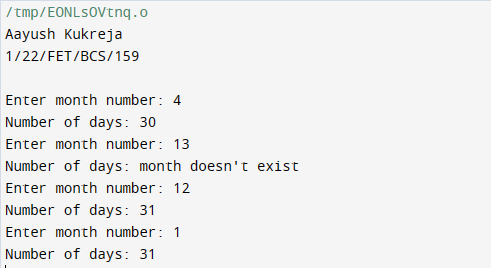 /tmp/EONLsOVtnq.o
Aayush Kukreja
1/22/FET/BCS/159
Enter month number: 4
Number of days: 30
Enter month number: 13
Number of days: month doesn't exist
Enter month number: 12
Number of days: 31
Enter month number: 1
Number of days: 31